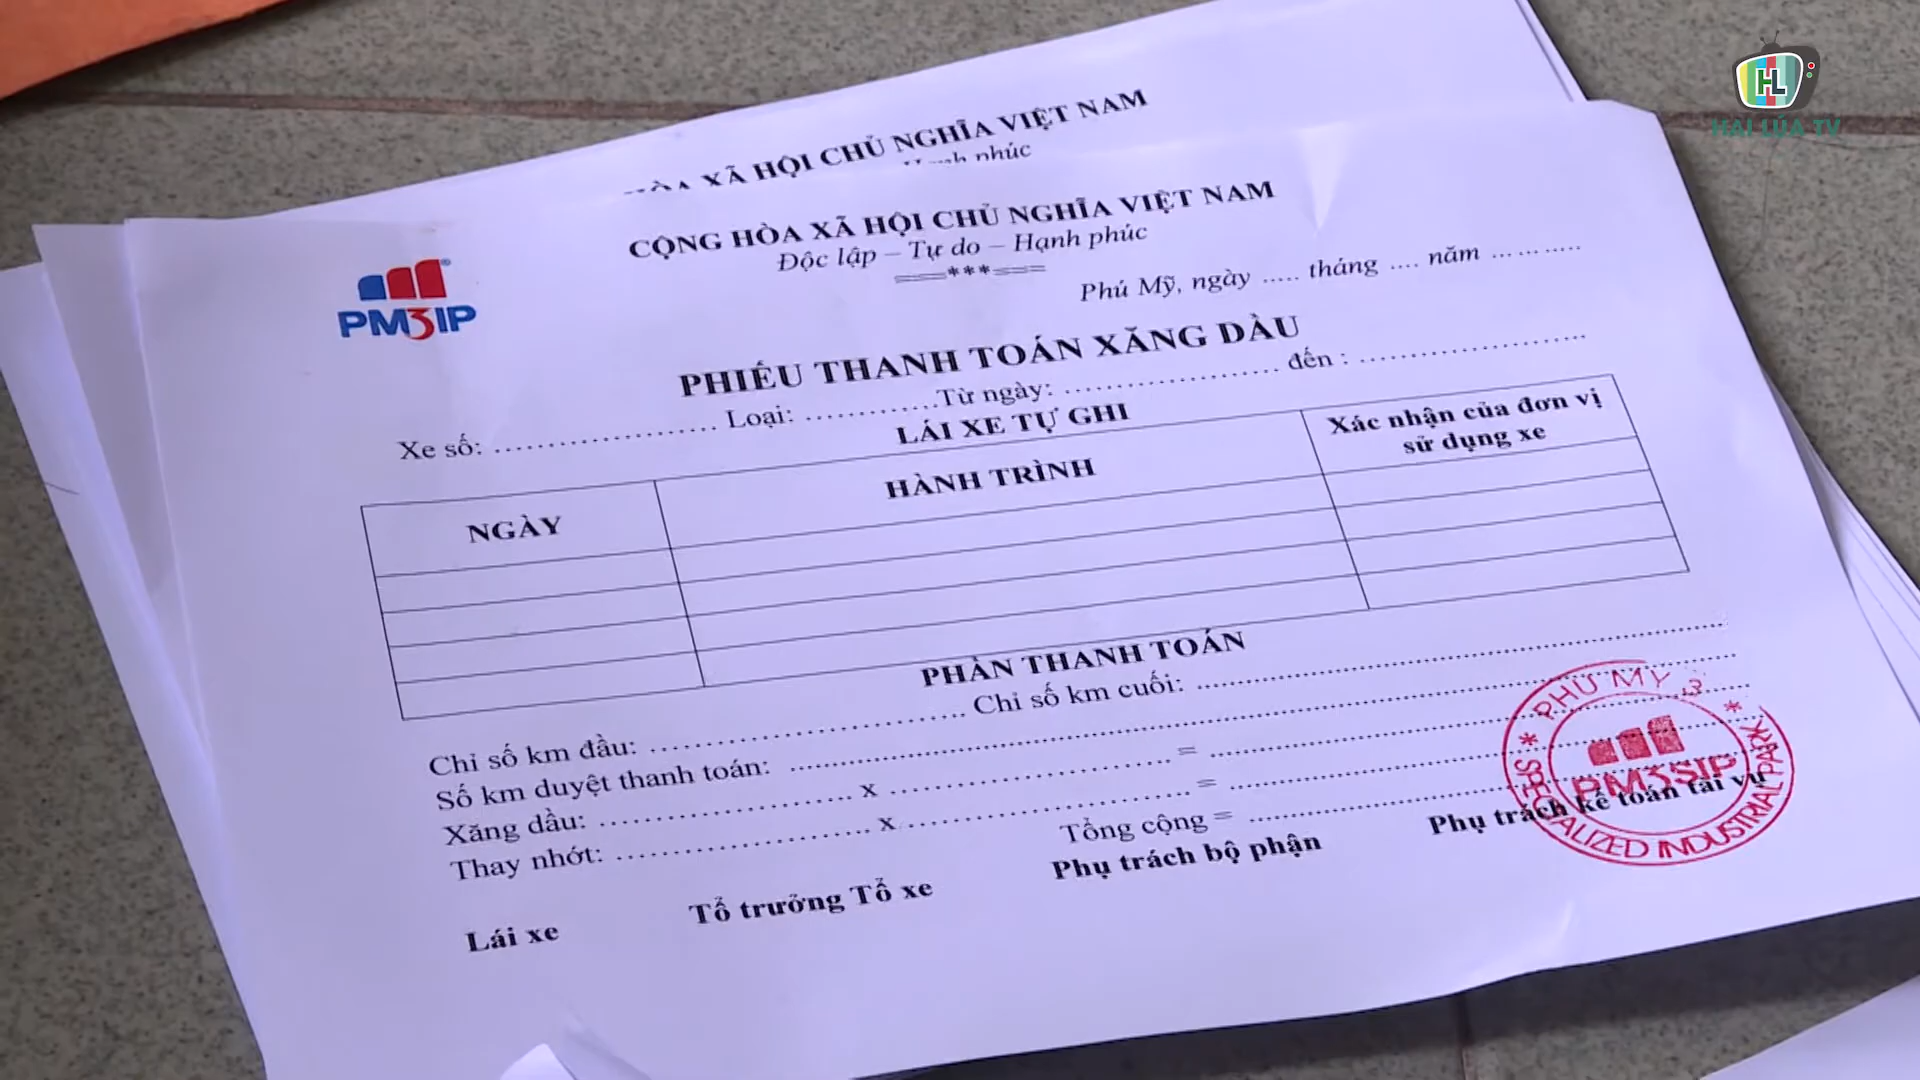 HL
HAI LÚA TV
XÃ HỘI CHỦ NGHĨA VIỆT NAM
phúc
CỘNG HÒA XÃ HỘI CHỦ NGHĨA VIỆT NAM
Độc lập – Tự do – Hạnh phúc
===***===
PM3IP
Phú Mỹ, ngày ..... tháng .... năm ... ... .....
PHIẾU THANH TOÁN XĂNG DẦU
Xe số: ....................... Loại: ..............Từ ngày: ....................... đến : ........................
LÁI XE TỰ GHI
NGÀY HÀNH TRÌNH Xác nhận của đơn vị
sử dụng xe
PHẦN THANH TOÁN
Chỉ số km đầu: ................................. Chỉ số km cuối: ........................................................
Số km duyệt thanh toán: ....................................................................................................
Xăng dầu: .......................... x .............................. = ........................................................
Thay nhớt: .......................... x .............................. = ........................................................
Tổng cộng = ........................................................
Lái xe Tổ trưởng Tổ xe Phụ trách bộ phận Phụ trách kế toán tài vụ
* PHÚ MỸ 3 *
PM3SIP
SPECIALIZED INDUSTRIAL PARK